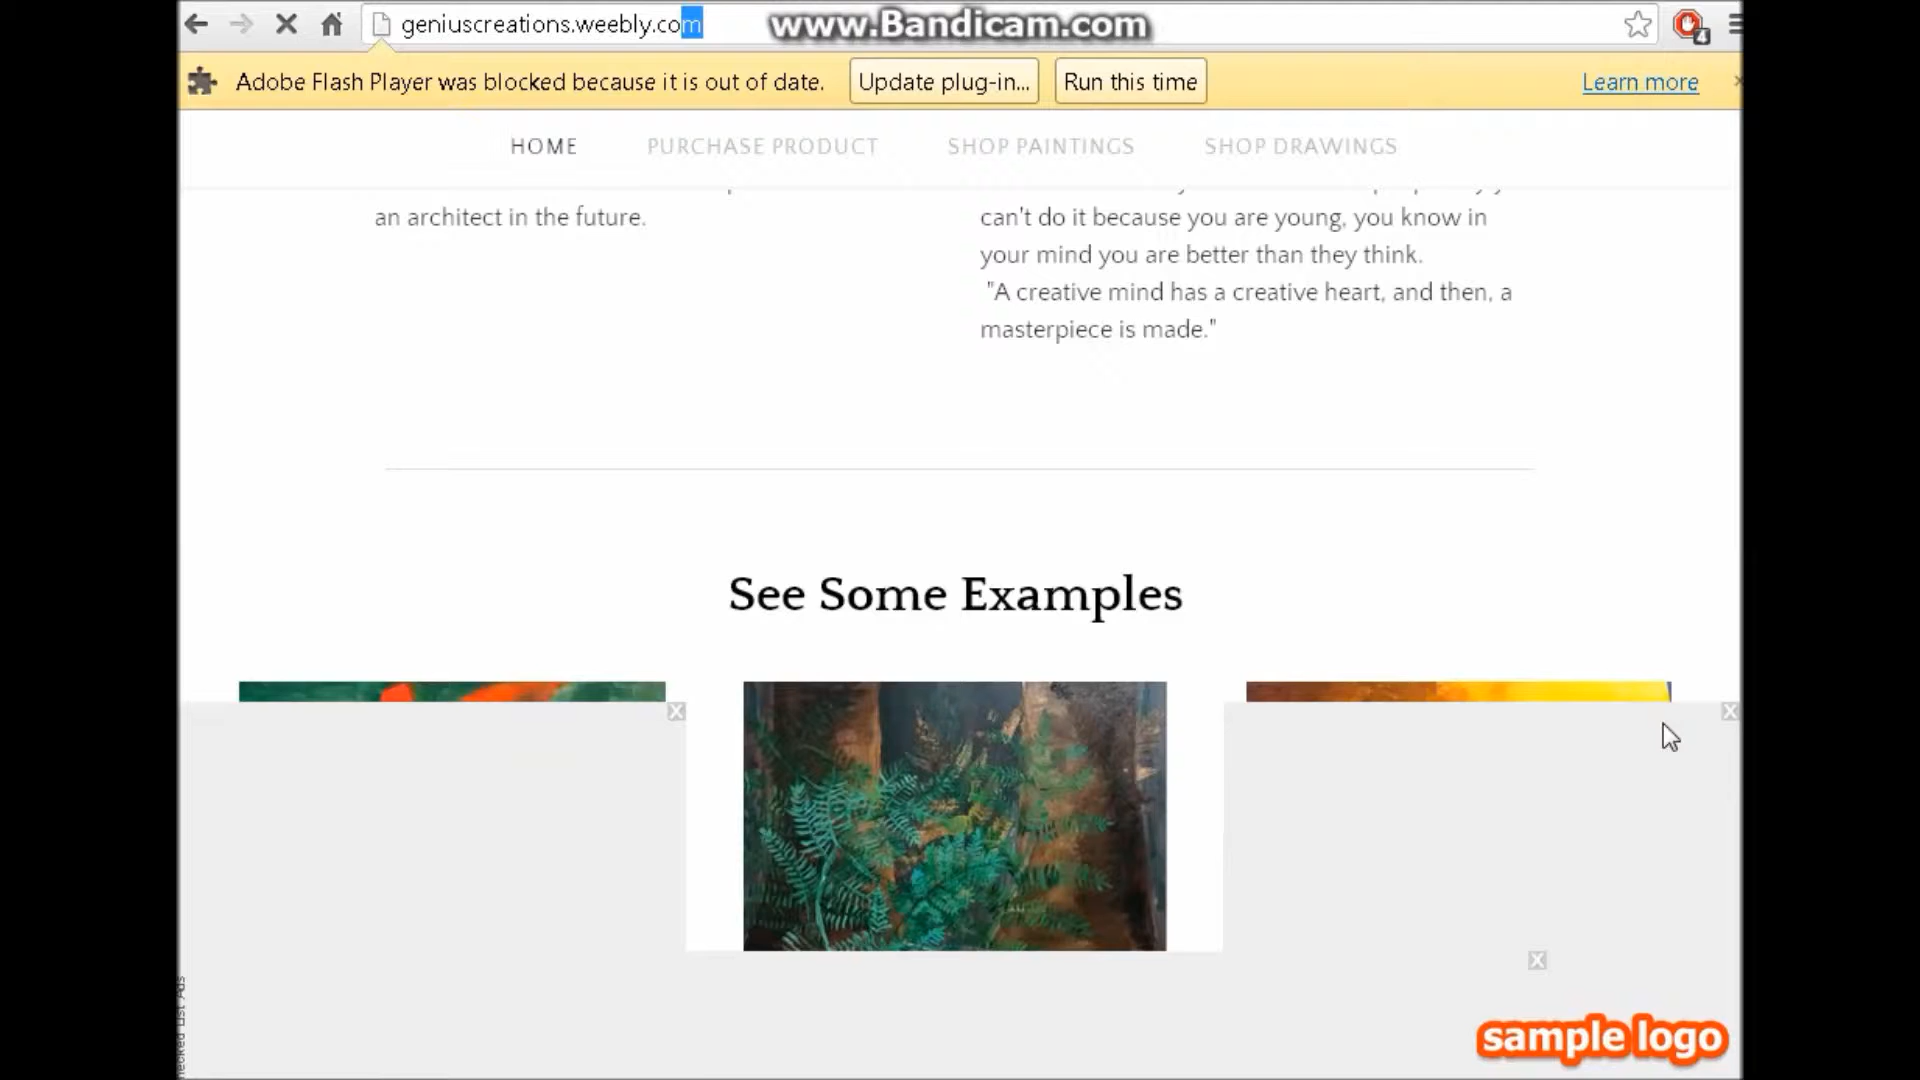 geniuscreations.weebly.com
www.Bandicam.com
4
Adobe Flash Player was blocked because it is out of date.
Update plug-in...
Run this time
Learn more
HOME
PURCHASE PRODUCT
SHOP PAINTINGS
SHOP DRAWINGS
an architect in the future.
can't do it because you are young, you know in
your mind you are better than they think.
"A creative mind has a creative heart, and then, a
masterpiece is made."
See Some Examples
List Ads
sample logo